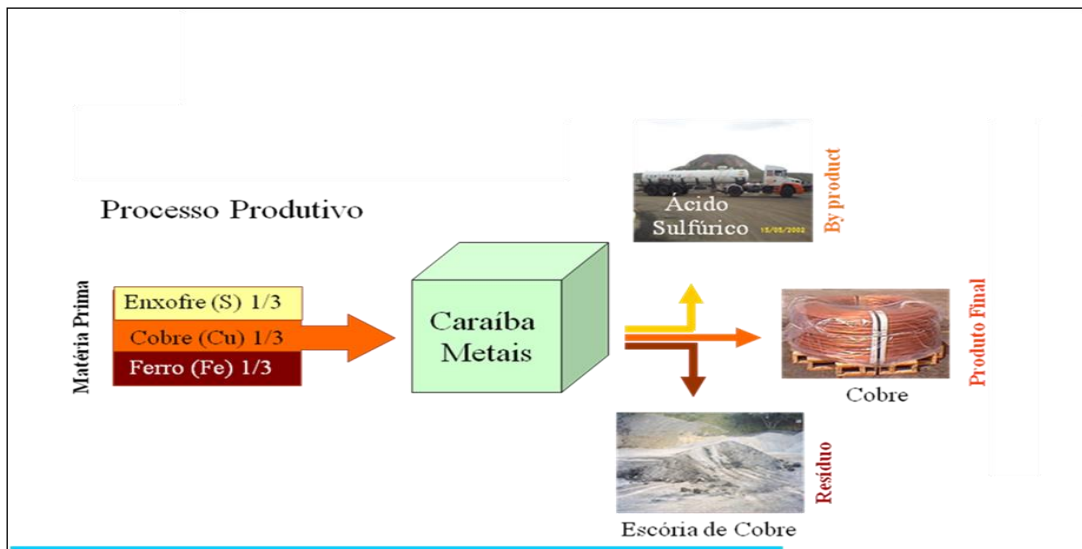 Processo Produtivo
Matéria Prima
Enxofre (S) 1/3
Cobre (Cu) 1/3
Ferro (Fe) 1/3
Caraíba
Metais
Ácido
Sulfúrico
15/05/2002
By product
Cobre
Produto Final
Escória de Cobre
Resíduo